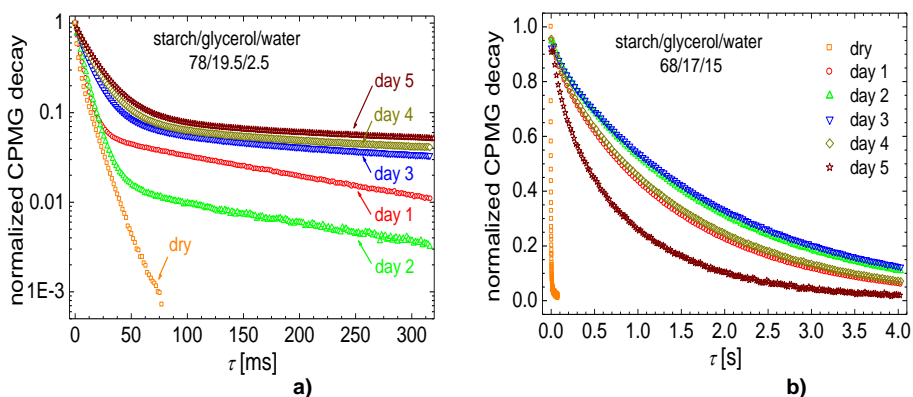 starch/glycerol/water
78/19.5/2.5
day 5
day 4
day 3
day 1
day 2
dry
normalized CPMG decay
1
0.1
0.01
1E-3
0 50 100 150 200 250 300
τ [ms]
a)
starch/glycerol/water
68/17/15
dry
day 1
day 2
day 3
day 4
day 5
normalized CPMG decay
1.0
0.8
0.6
0.4
0.2
0.0
0.0 0.5 1.0 1.5 2.0 2.5 3.0 3.5 4.0
τ [s]
b)